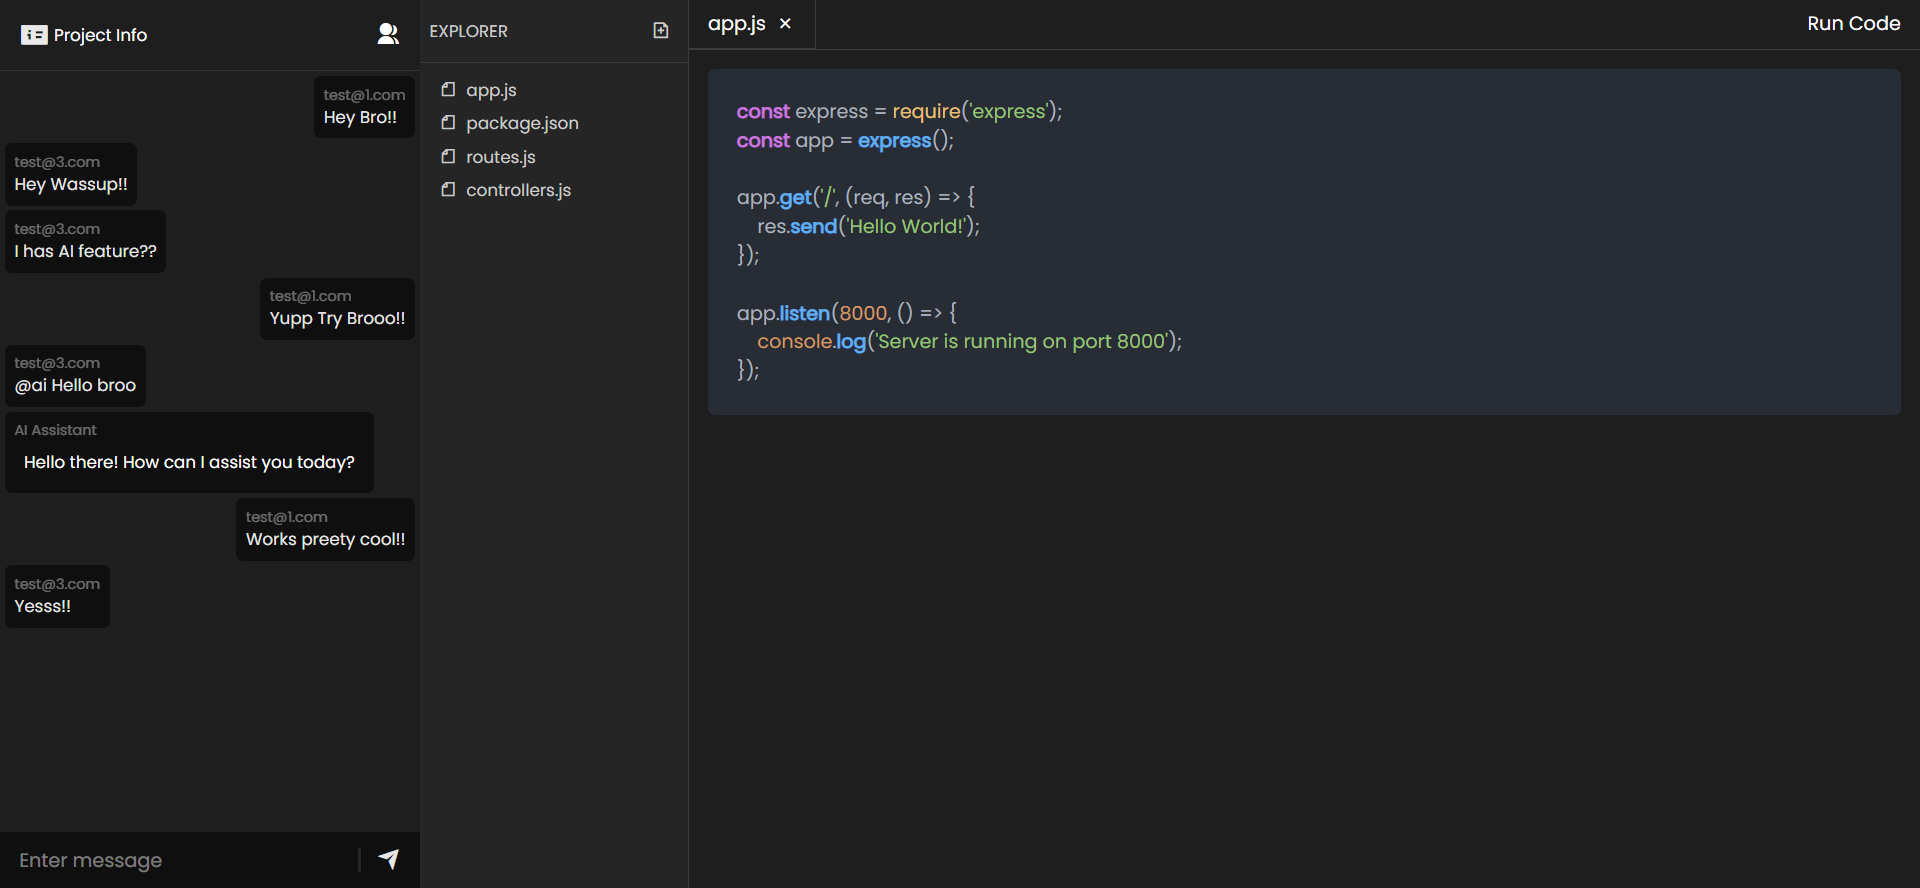 Project Info
test@1.com
Hey Bro!!
test@3.com
Hey Wassup!!
test@3.com
I has AI feature??
test@1.com
Yupp Try Brooo!!
test@3.com
@ai Hello broo
AI Assistant
Hello there! How can I assist you today?
test@1.com
Works preety cool!!
test@3.com
Yesss!!
Enter message
EXPLORER
app.js
package.json
routes.js
controllers.js
app.js ×
Run Code
const express = require('express');
const app = express();
app.get('/', (req, res) => {
res.send('Hello World!');
});
app.listen(8000, () => {
console.log('Server is running on port 8000');
});